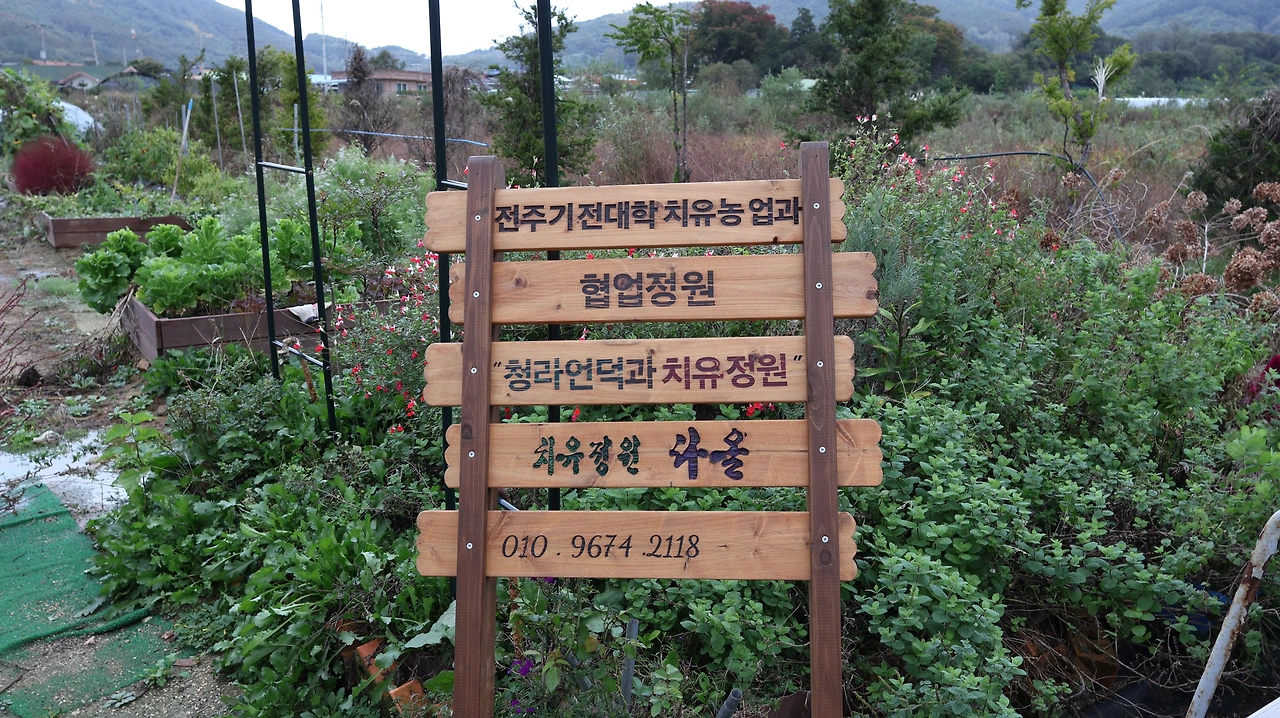 전주기전대학 치유농업과
협업정원
"청라언덕과 치유정원"
치유정원 나올
010 . 9674 .2118